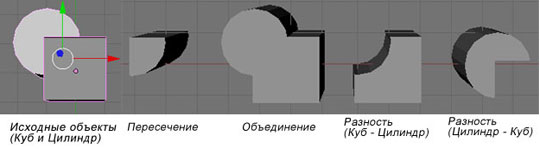 Исходные объекты
(Куб и Цилиндр)
Пересечение
Объединение
Разность
(Куб - Цилиндр)
Разность
(Цилиндр - Куб)